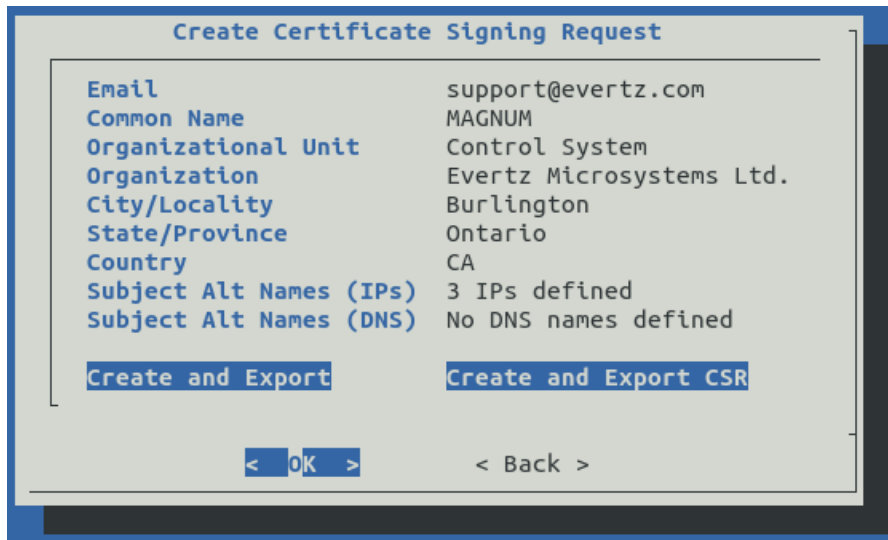 Create Certificate Signing Request
Email support@evertz.com
Common Name MAGNUM
Organizational Unit Control System
Organization Evertz Microsystems Ltd.
City/Locality Burlington
State/Province Ontario
Country CA
Subject Alt Names (IPs) 3 IPs defined
Subject Alt Names (DNS) No DNS names defined
Create and Export Create and Export CSR
< OK > < Back >